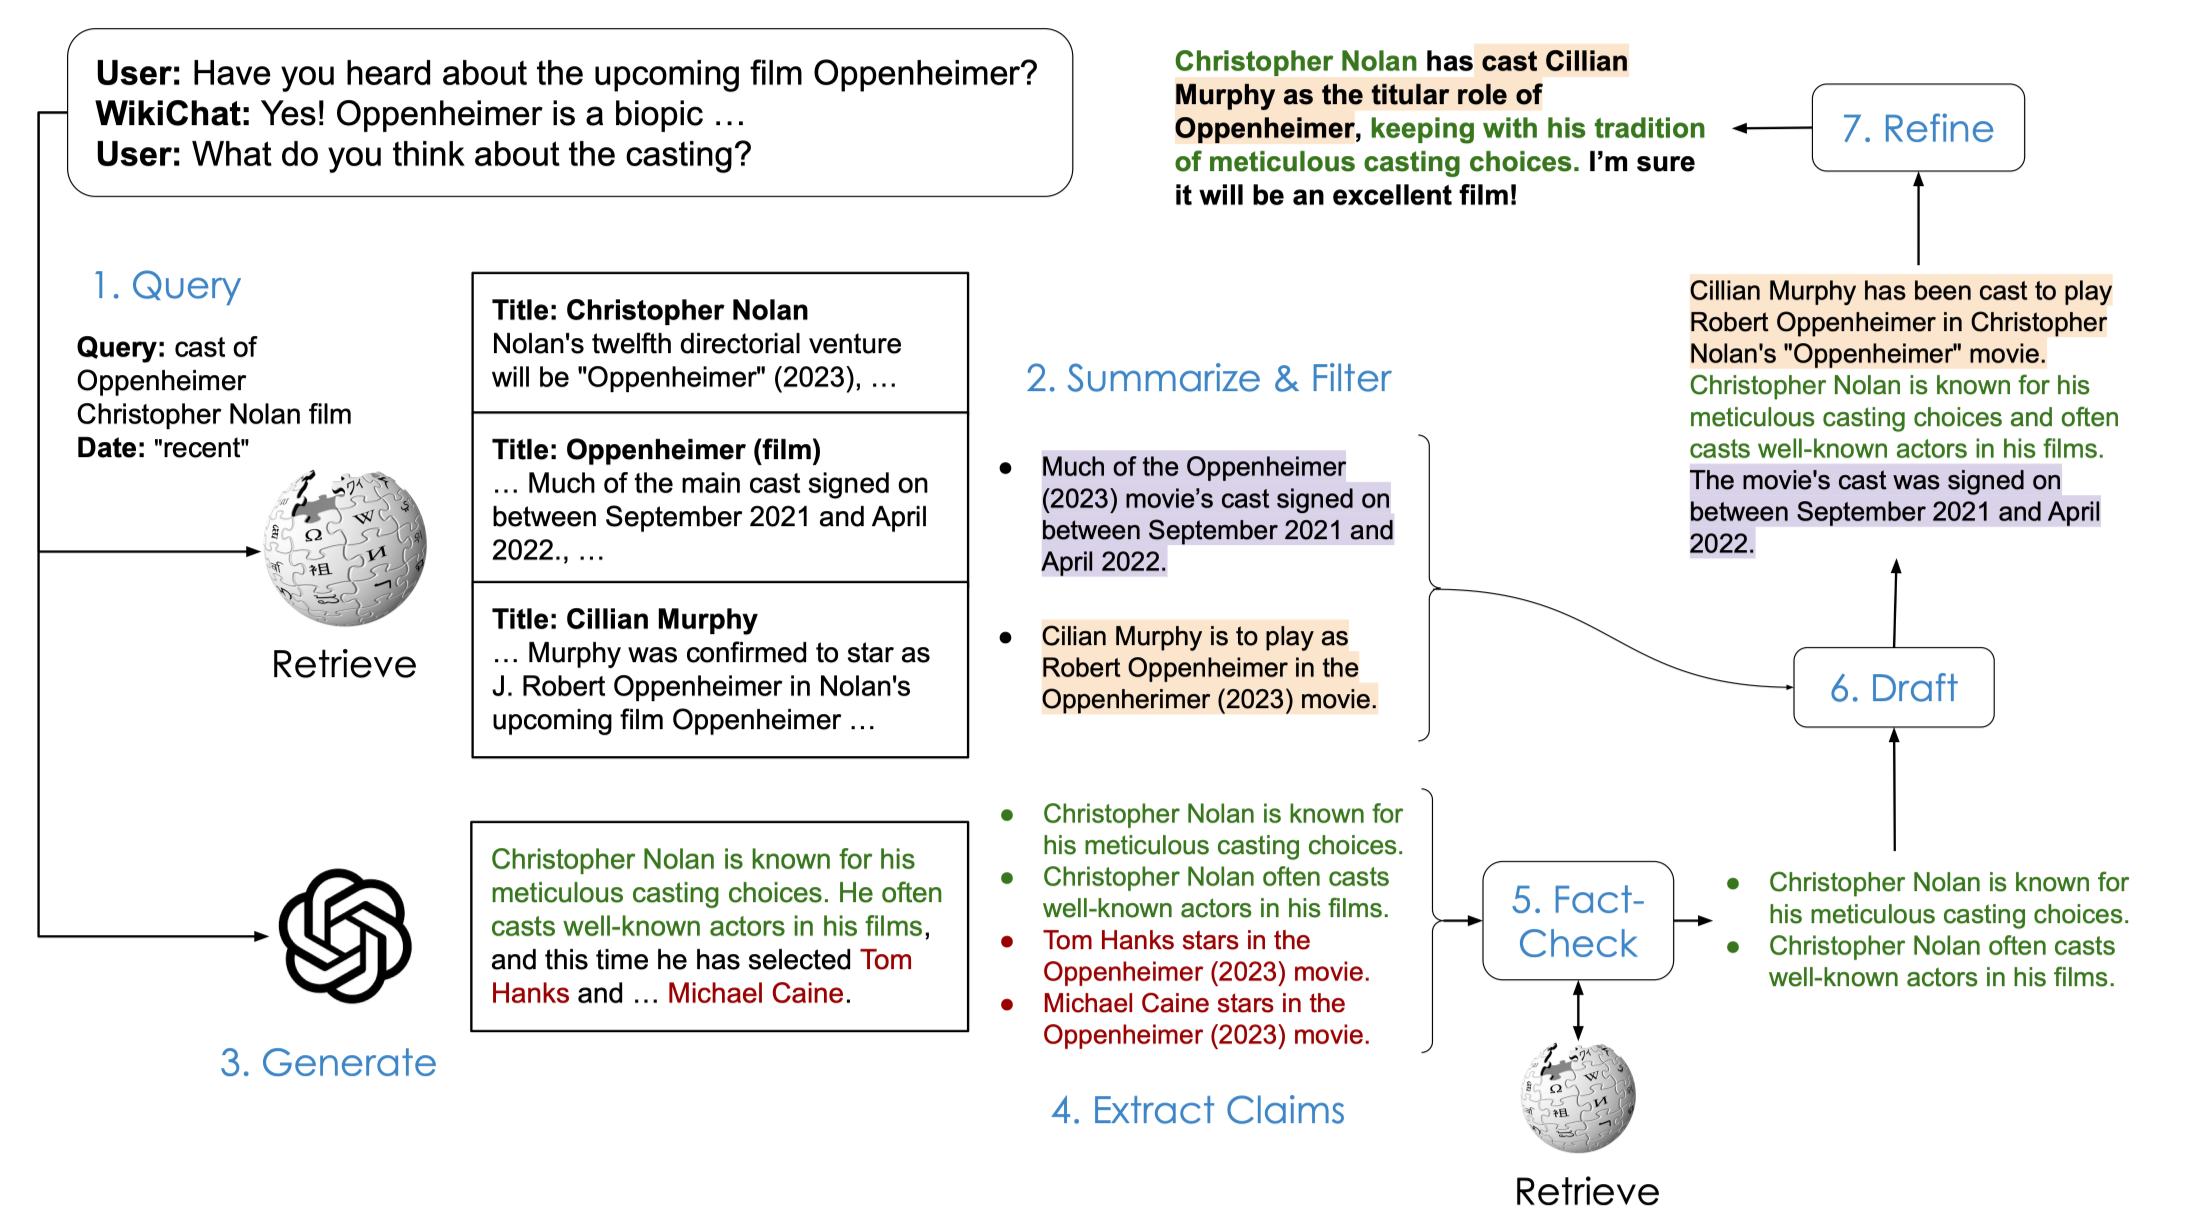 User: Have you heard about the upcoming film Oppenheimer?
WikiChat: Yes! Oppenheimer is a biopic …
User: What do you think about the casting?
1. Query
Query: cast of
Oppenheimer
Christopher Nolan film
Date: "recent"
W
Ω
И
祖
Retrieve
Title: Christopher Nolan
Nolan's twelfth directorial venture
will be "Oppenheimer" (2023), …
Title: Oppenheimer (film)
… Much of the main cast signed on
between September 2021 and April
2022., …
Title: Cillian Murphy
… Murphy was confirmed to star as
J. Robert Oppenheimer in Nolan's
upcoming film Oppenheimer …
2. Summarize & Filter
● Much of the Oppenheimer
(2023) movie’s cast signed on
between September 2021 and
April 2022.
● Cilian Murphy is to play as
Robert Oppenheimer in the
Oppenherimer (2023) movie.
3. Generate
Christopher Nolan is known for his
meticulous casting choices. He often
casts well-known actors in his films,
and this time he has selected Tom
Hanks and … Michael Caine.
● Christopher Nolan is known for
his meticulous casting choices.
● Christopher Nolan often casts
well-known actors in his films.
● Tom Hanks stars in the
Oppenheimer (2023) movie.
● Michael Caine stars in the
Oppenheimer (2023) movie.
4. Extract Claims
5. Fact-
Check
W
Ω
И
祖
Retrieve
● Christopher Nolan is known for
his meticulous casting choices.
● Christopher Nolan often casts
well-known actors in his films.
6. Draft
Cillian Murphy has been cast to play
Robert Oppenheimer in Christopher
Nolan's "Oppenheimer" movie.
Christopher Nolan is known for his
meticulous casting choices and often
casts well-known actors in his films.
The movie's cast was signed on
between September 2021 and April
2022.
7. Refine
Christopher Nolan has cast Cillian
Murphy as the titular role of
Oppenheimer, keeping with his tradition
of meticulous casting choices. I’m sure
it will be an excellent film!